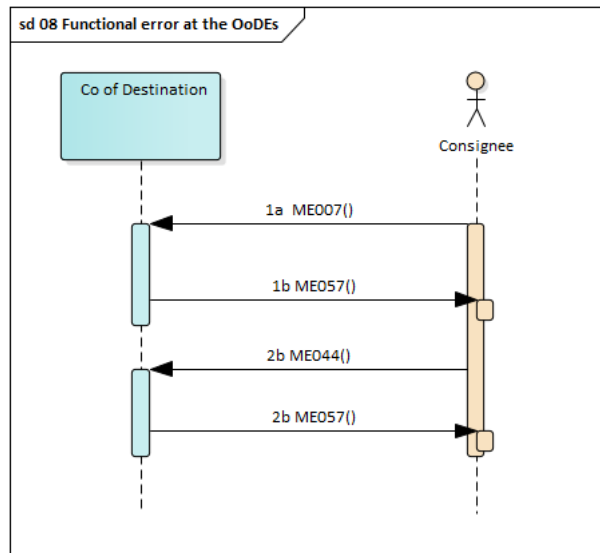 sd 08 Functional error at the OoDEs
Co of Destination
Consignee
1a  ME007()
1b ME057()
2b ME044()
2b ME057()